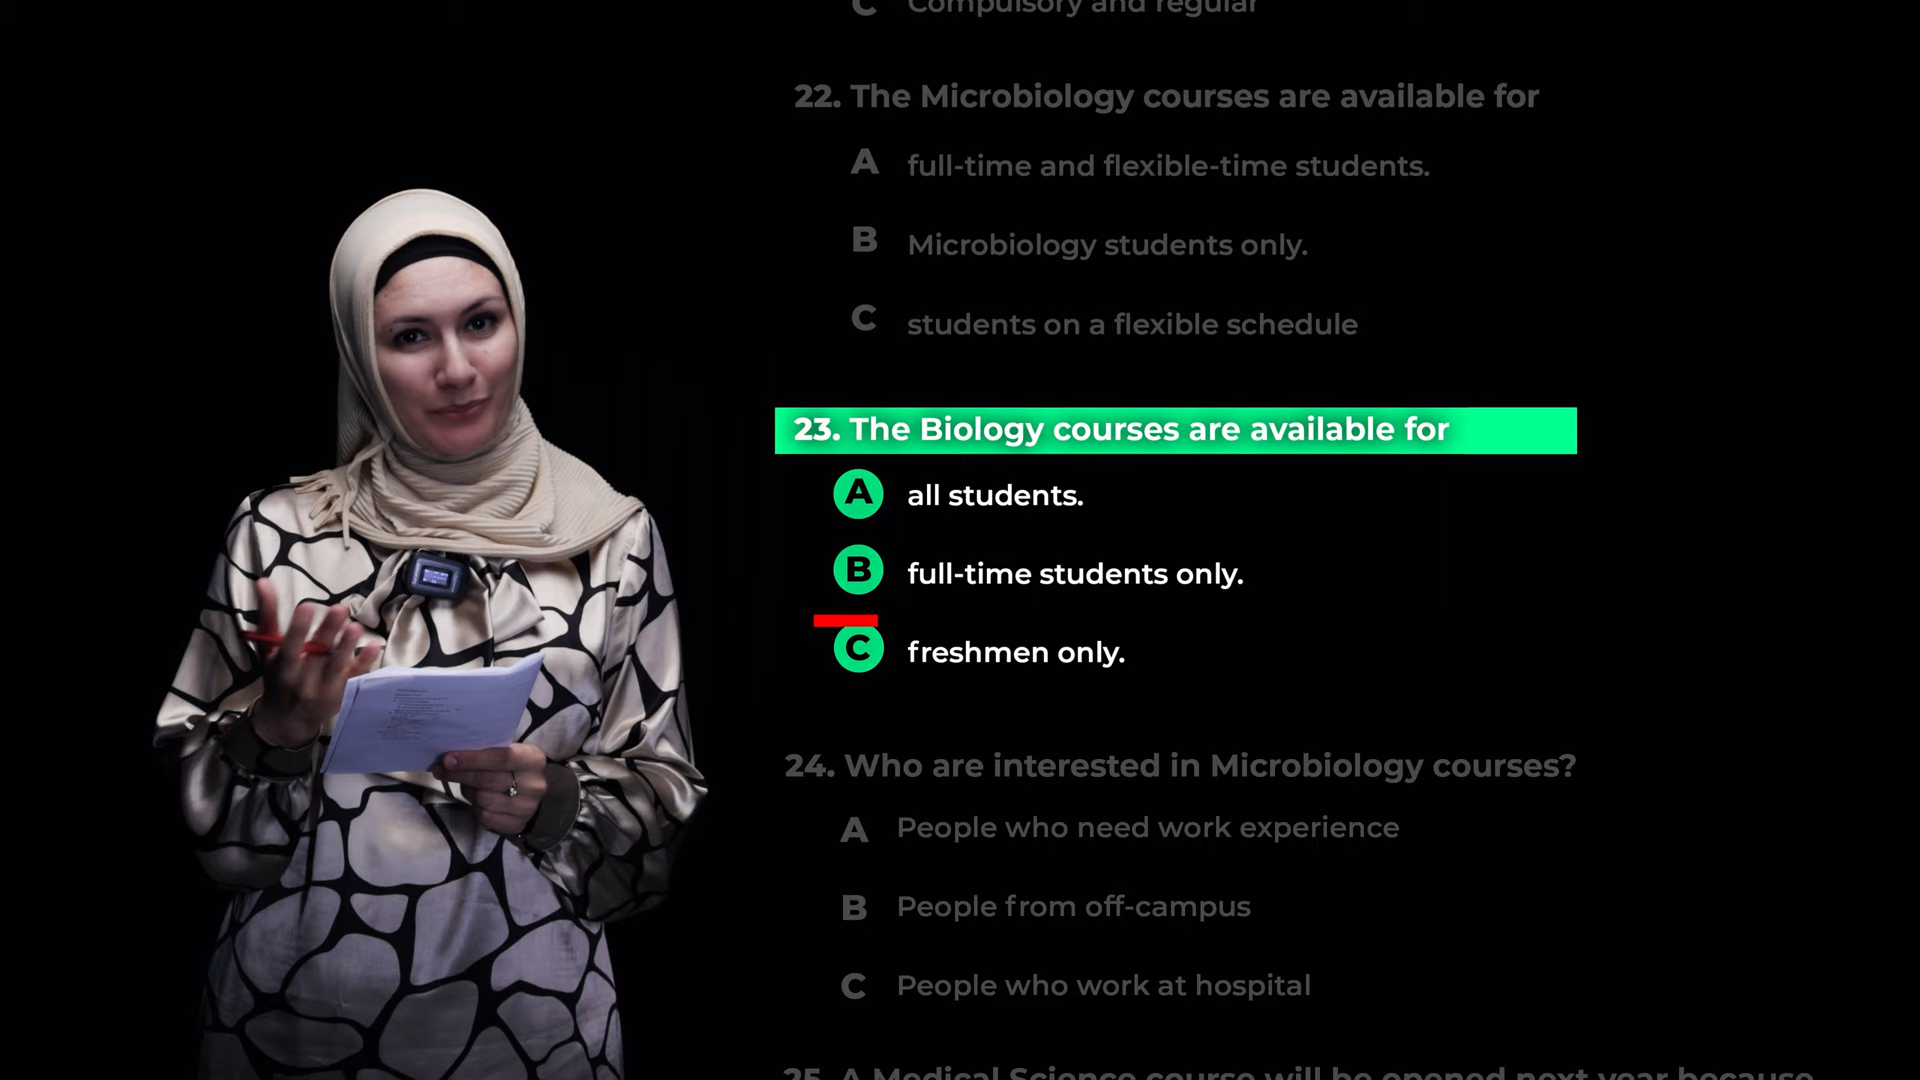 C Compulsory and regular
22. The Microbiology courses are available for
A full-time and flexible-time students.
B Microbiology students only.
C students on a flexible schedule
23. The Biology courses are available for
A all students.
B full-time students only.
C freshmen only.
24. Who are interested in Microbiology courses?
A People who need work experience
B People from off-campus
C People who work at hospital
25. A Medical Science course will be opened next year because